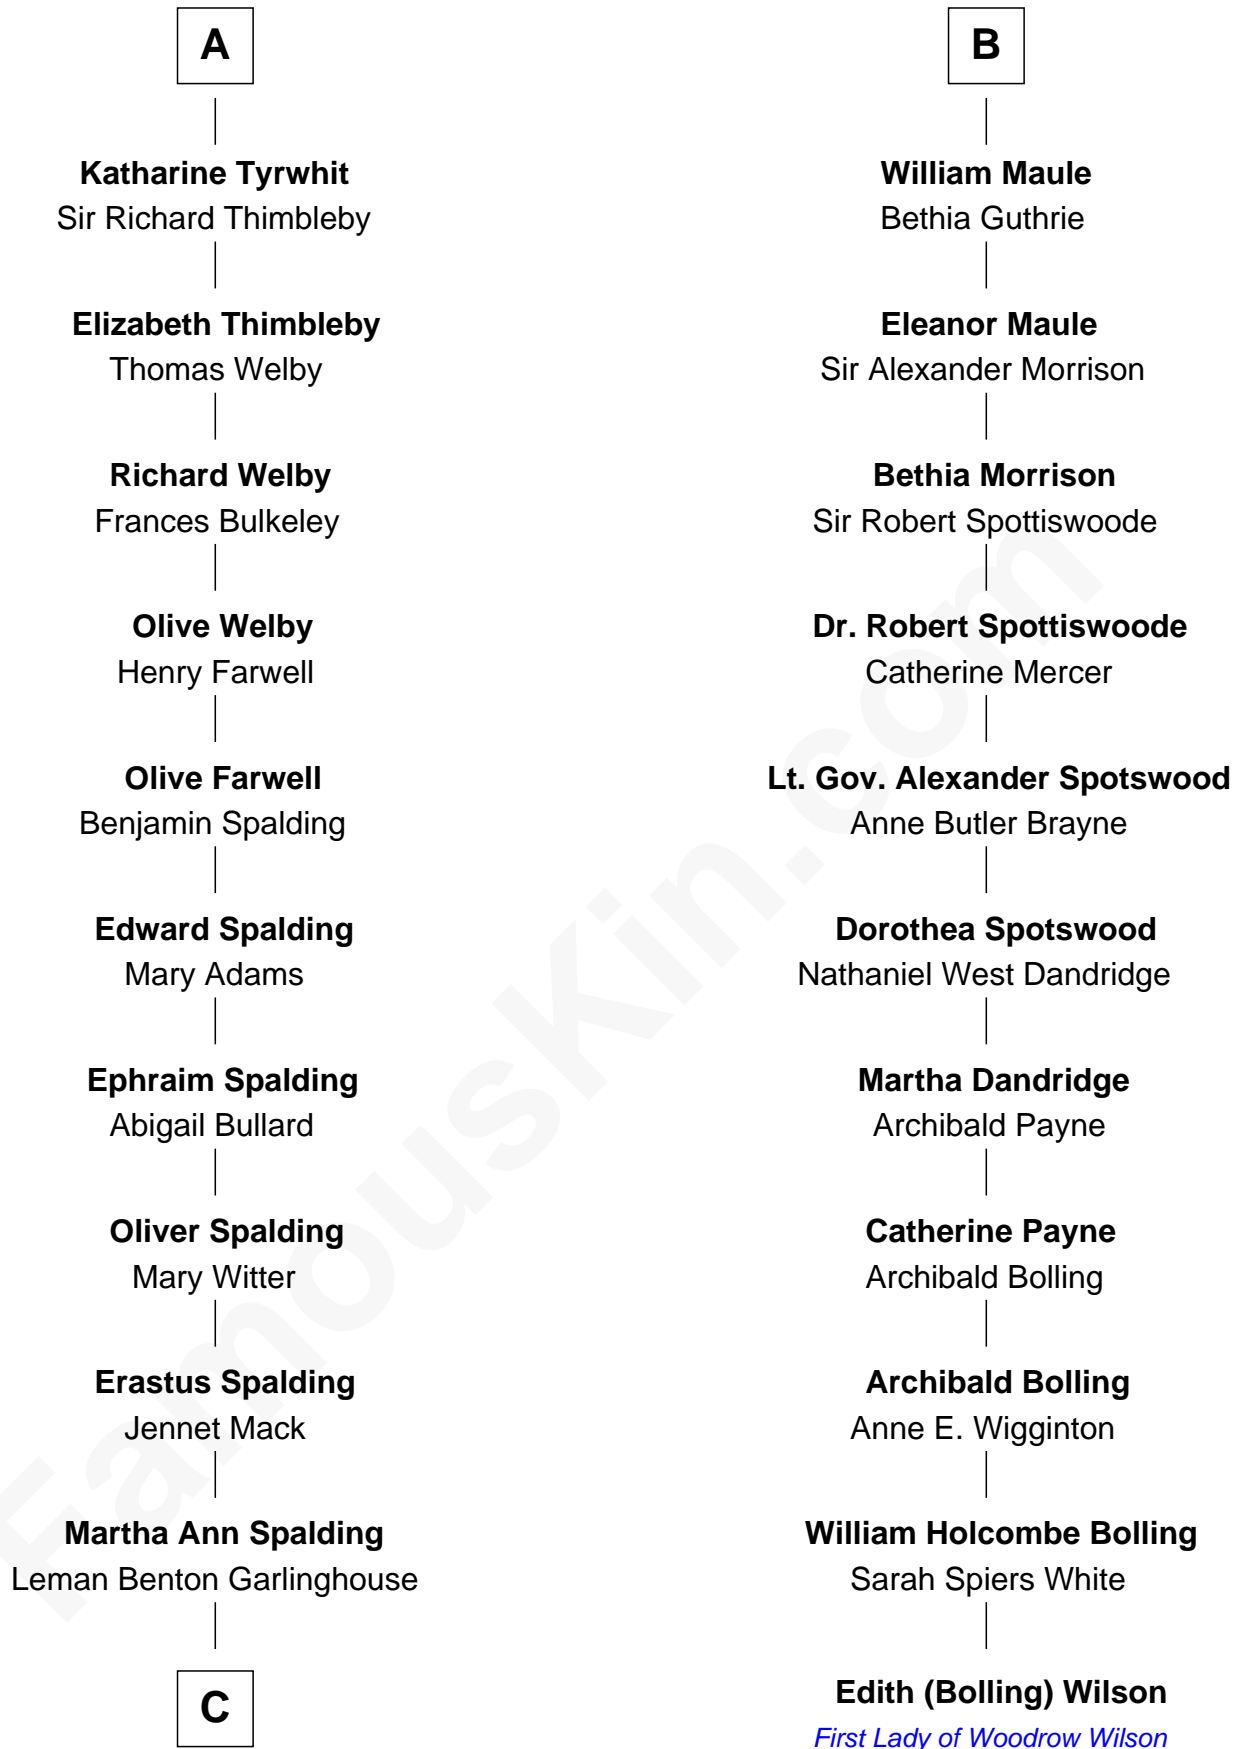 A
Katharine Tyrwhit
Sir Richard Thimbleby
Elizabeth Thimbleby
Thomas Welby
Richard Welby
Frances Bulkeley
Olive Welby
Henry Farwell
Olive Farwell
Benjamin Spalding
Edward Spalding
Mary Adams
Ephraim Spalding
Abigail Bullard
Oliver Spalding
Mary Witter
Erastus Spalding
Jennet Mack
Martha Ann Spalding
Leman Benton Garlinghouse
C
B
William Maule
Bethia Guthrie
Eleanor Maule
Sir Alexander Morrison
Bethia Morrison
Sir Robert Spottiswoode
Dr. Robert Spottiswoode
Catherine Mercer
Lt. Gov. Alexander Spotswood
Anne Butler Brayne
Dorothea Spotswood
Nathaniel West Dandridge
Martha Dandridge
Archibald Payne
Catherine Payne
Archibald Bolling
Archibald Bolling
Anne E. Wigginton
William Holcombe Bolling
Sarah Spiers White
Edith (Bolling) Wilson
First Lady of Woodrow Wilson
FamousKin.com